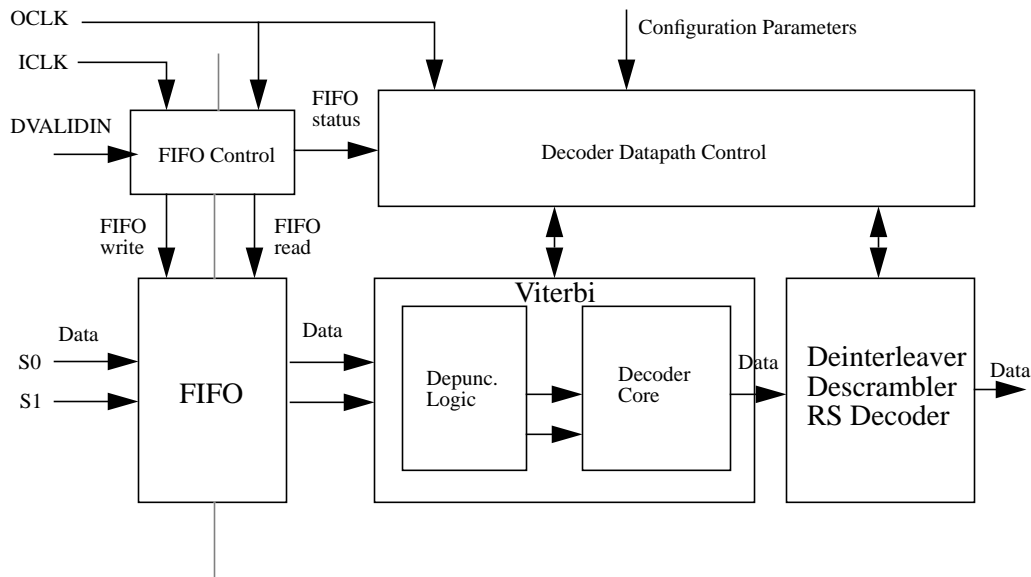 OCLK
Configuration Parameters
ICLK
DVALIDIN
FIFO
status
FIFO Control
Decoder Datapath Control
FIFO
write
FIFO
read
Viterbi
Data
Data
S0
S1
FIFO
Depunc.
Logic
Decoder
Core
Data
Deinterleaver
Descrambler
RS Decoder
Data